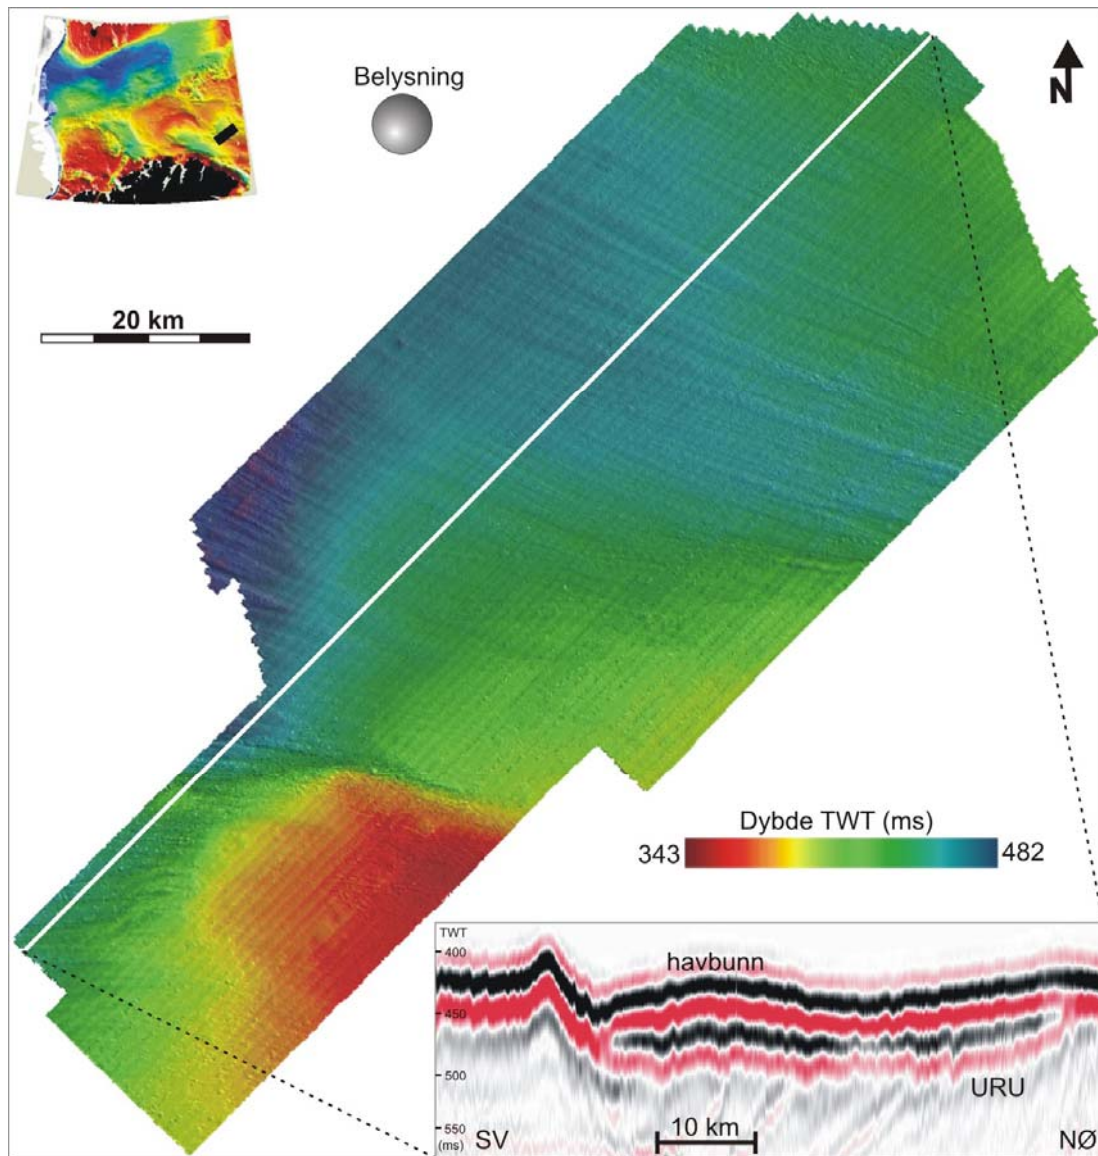 Belysning
N
20 km
Dybde TWT (ms)
343
482
TWT
400
havbunn
450
500
URU
550
(ms)
SV
10 km
NØ